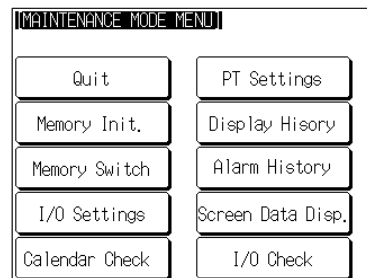 [MAINTENANCE MODE MENU]
Quit
PT Settings
Memory Init.
Display Hisory
Memory Switch
Alarm History
I/O Settings
Screen Data Disp.
Calendar Check
I/O Check